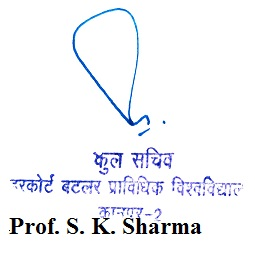 कुल सचिव
हरकोर्ट बटलर प्राविधिक विश्वविद्यालय
कानपुर-2
Prof. S. K. Sharma